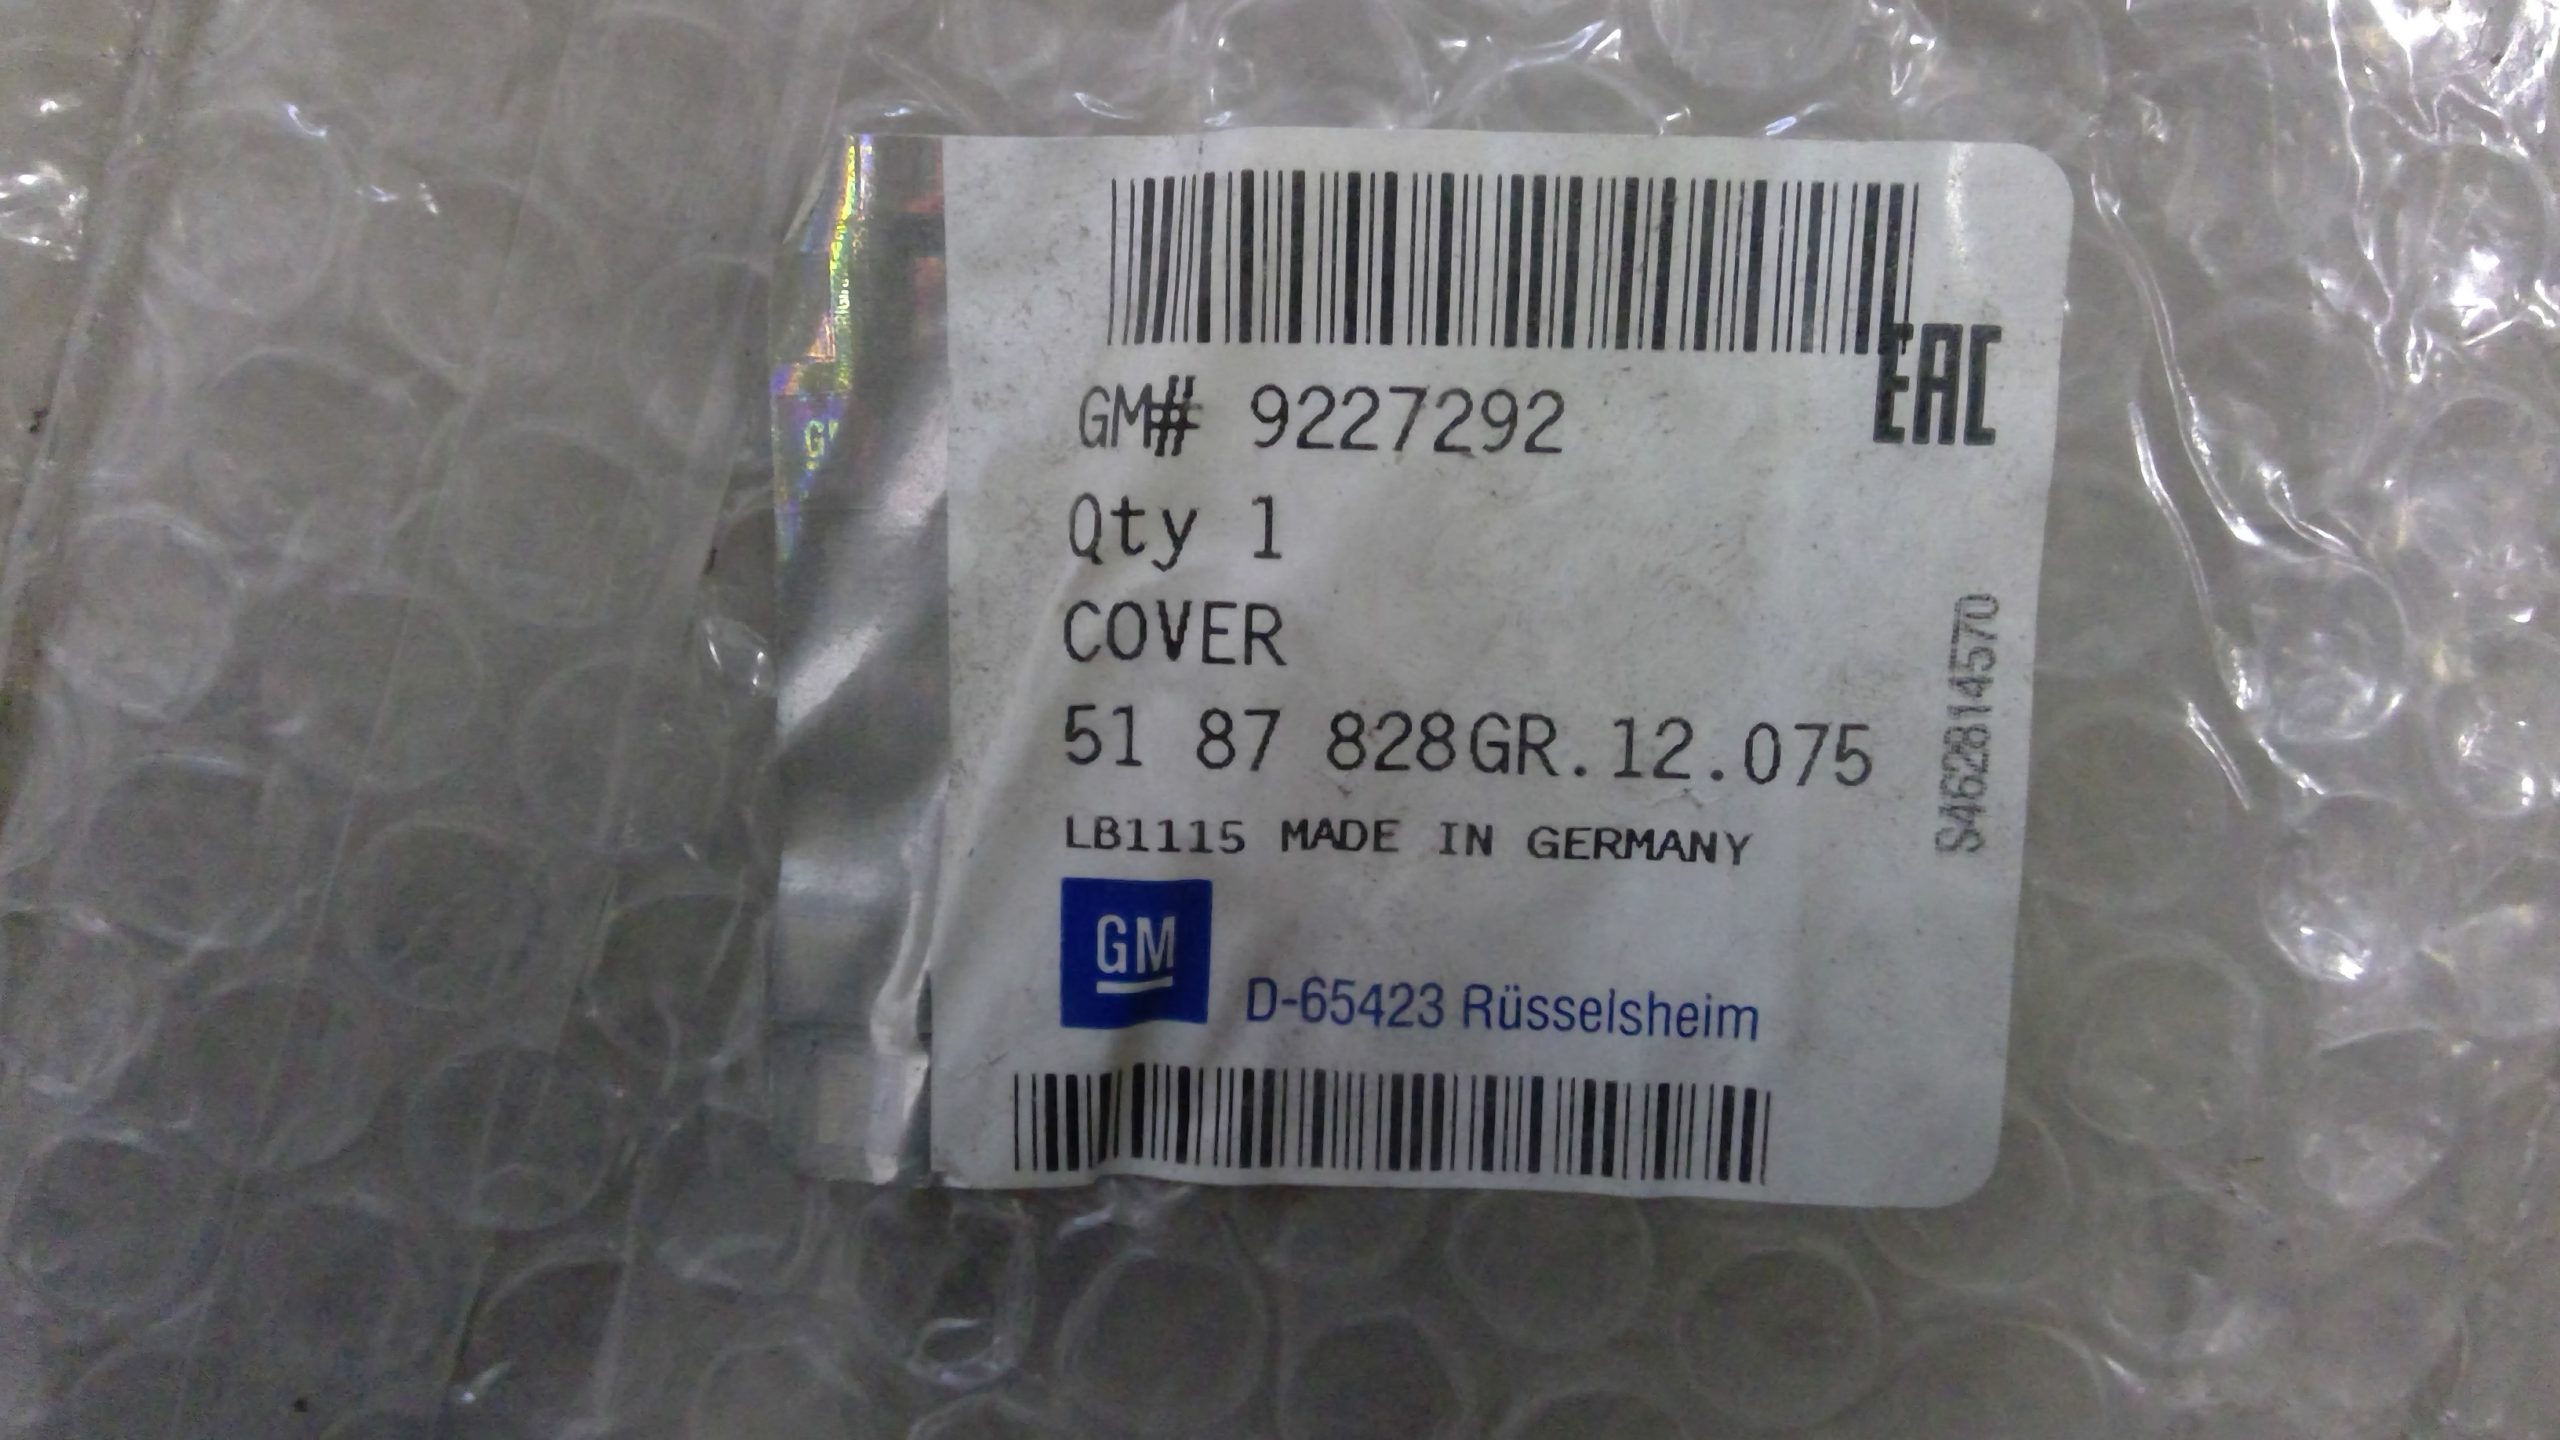 EAC
GM# 9227292
Qty 1
COVER
51 87 828GR.12.075
LB1115 MADE IN GERMANY
S462814570
GM
D-65423 Rüsselsheim